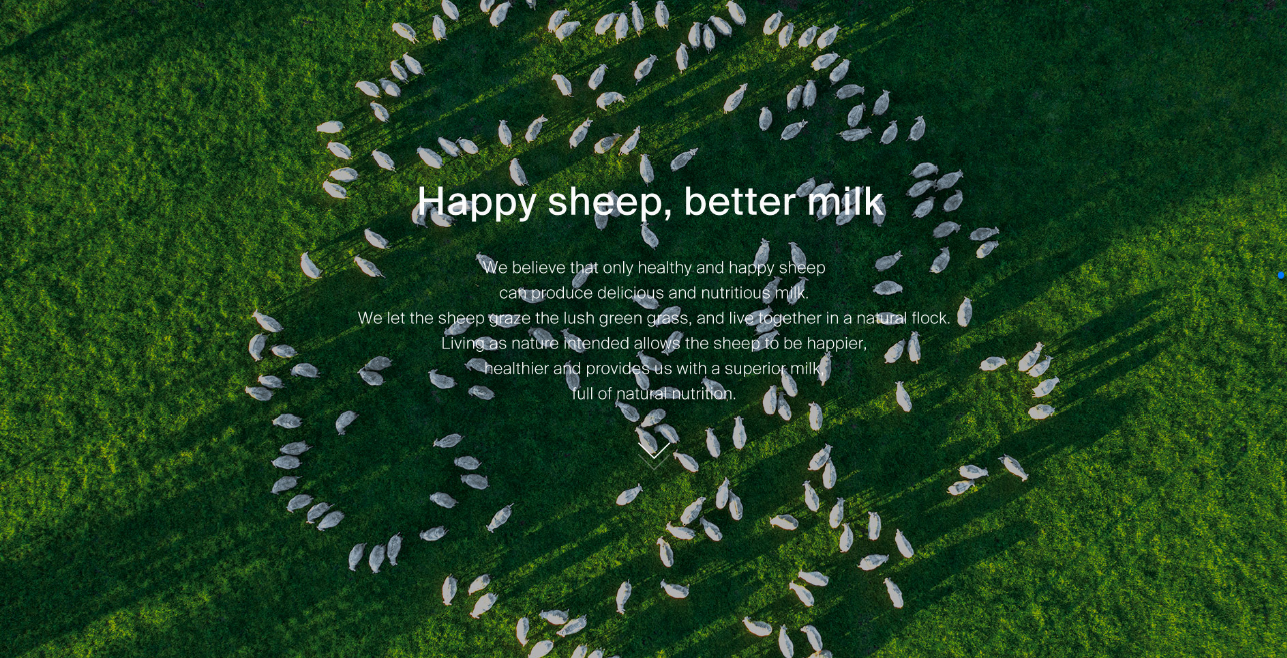 Happy sheep, better milk
We believe that only healthy and happy sheep
can produce delicious and nutritious milk.
We let the sheep graze the lush green grass, and live together in a natural flock.
Living as nature intended allows the sheep to be happier,
healthier and provides us with a superior milk,
full of natural nutrition.